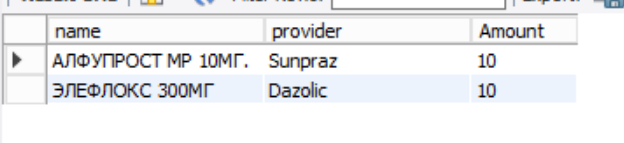 name provider Amount
АЛФУПРОСТ МР 10МГ. Sunpraz 10
ЭЛЕФЛОКС 300МГ Dazolic 10